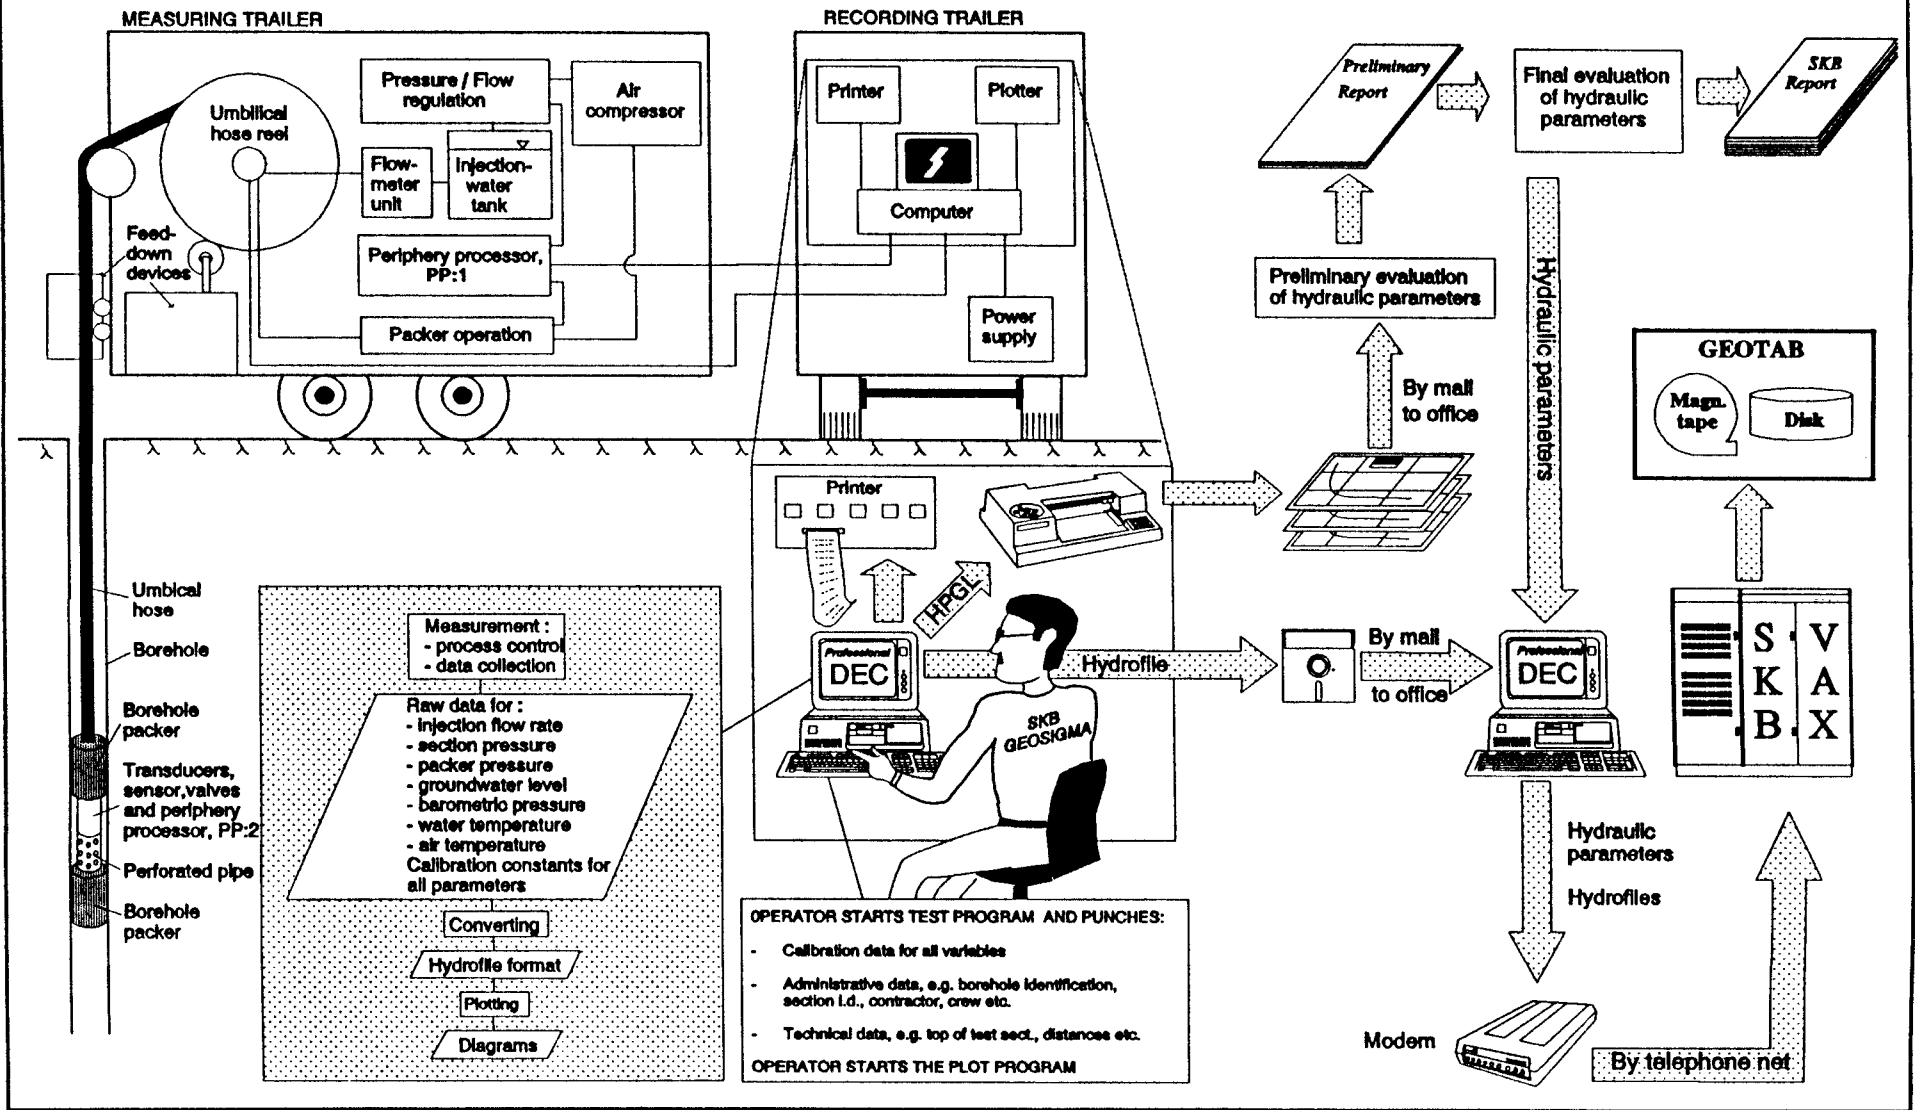 MEASURING TRAILER
Umbilical
hose reel
Pressure / Flow
regulation
Air
compressor
Flow-
meter
unit
Injection-
water
tank
Feed-
down
devices
Periphery processor,
PP:1
Packer operation
RECORDING TRAILER
Printer
Plotter
Computer
Power
supply
Preliminary
Report
Final evaluation
of hydraulic
parameters
SKB
Report
Preliminary evaluation
of hydraulic parameters
Hydraulic parameters
By mail
to office
GEOTAB
Magn.
tape
Disk
Umbical
hose
Borehole
Borehole
packer
Transducers,
sensor,valves
and periphery
processor, PP:2
Perforated pipe
Borehole
packer
Measurement :
- process control
- data collection
Raw data for :
- injection flow rate
- section pressure
- packer pressure
- groundwater level
- barometric pressure
- water temperature
- air temperature
Calibration constants for
all parameters
Converting
Hydrofile format
Plotting
Diagrams
Printer
HPGL
Professional
DEC
SKB
GEOSIGMA
Hydrofile
By mail
to office
Professional
DEC
SKB
VAX
OPERATOR STARTS TEST PROGRAM AND PUNCHES:
- Calibration data for all variables
- Administrative data, e.g. borehole identification,
section i.d., contractor, crew etc.
- Technical data, e.g. top of test sect., distances etc.
OPERATOR STARTS THE PLOT PROGRAM
Hydraulic
parameters
Hydrofiles
Modem
By telephone net